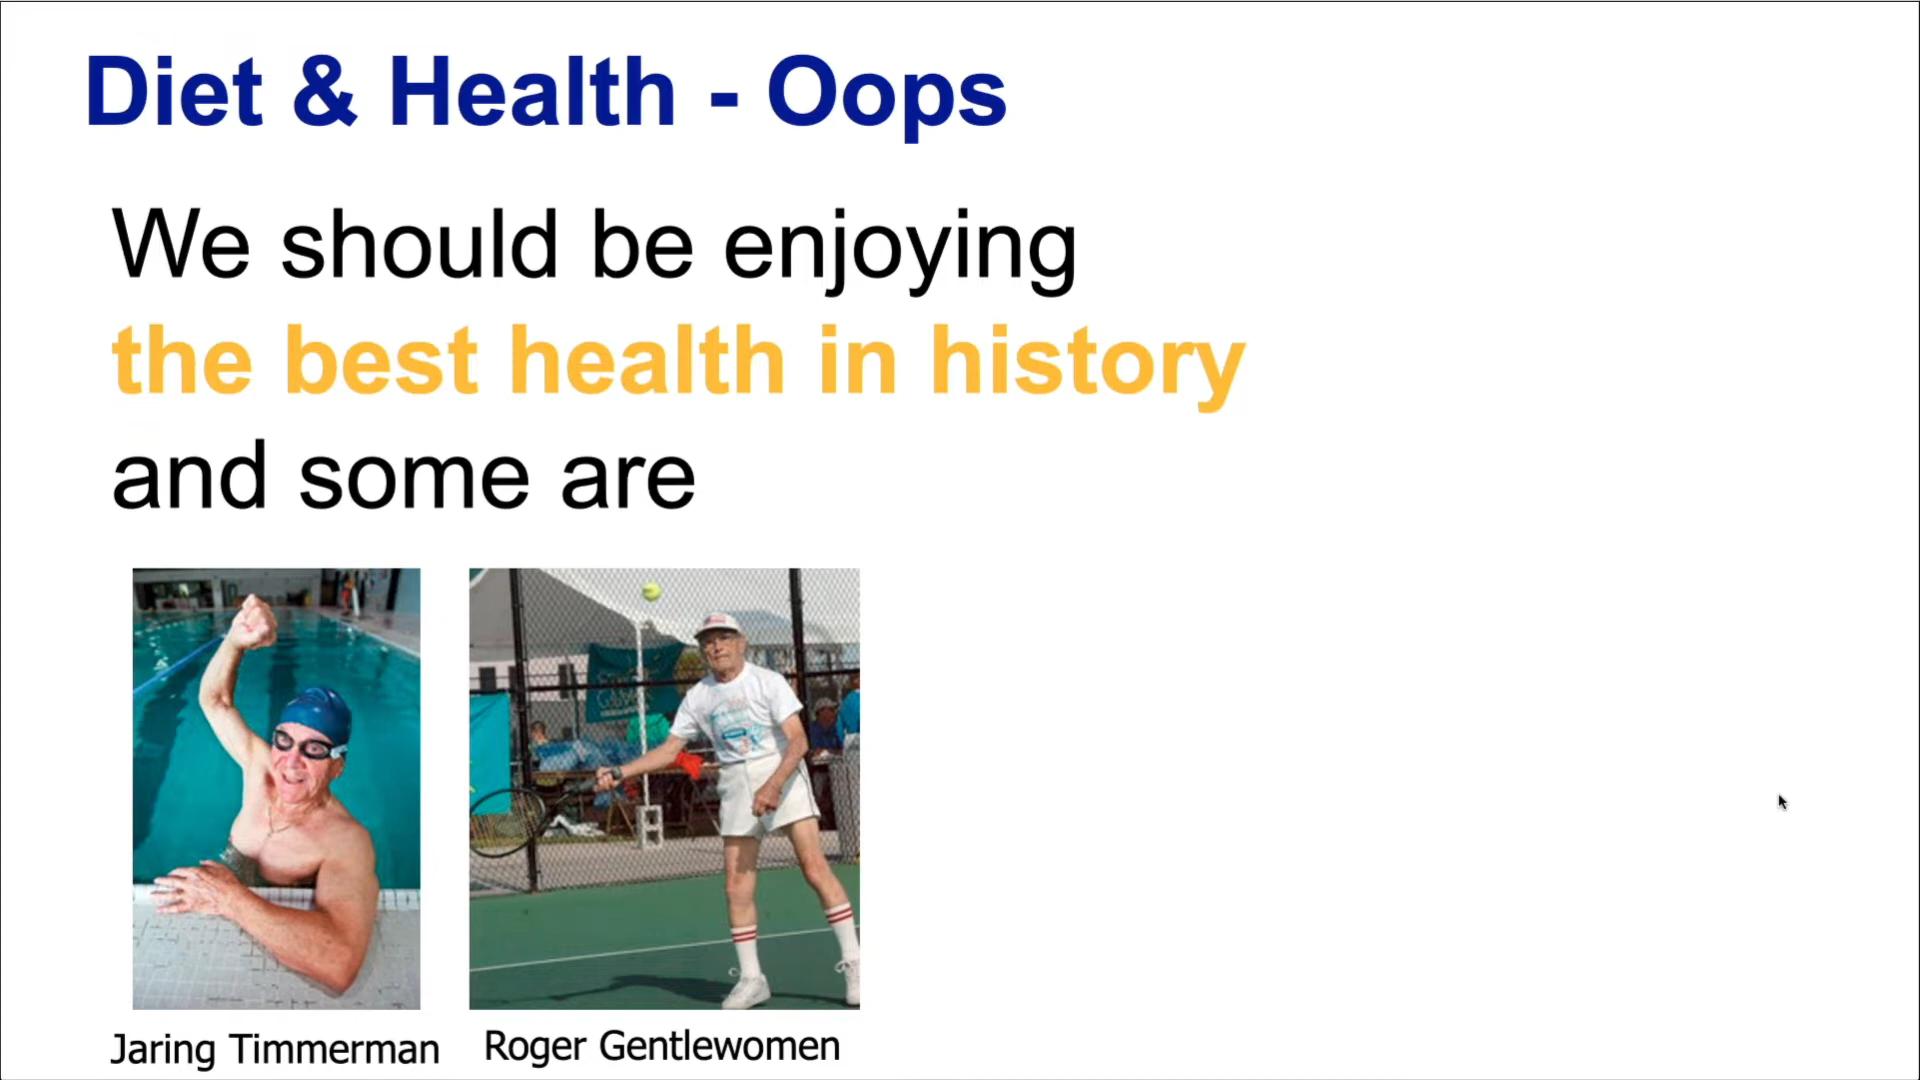 Diet & Health - Oops
We should be enjoying
the best health in history
and some are
Jaring Timmerman
Roger Gentlewomen